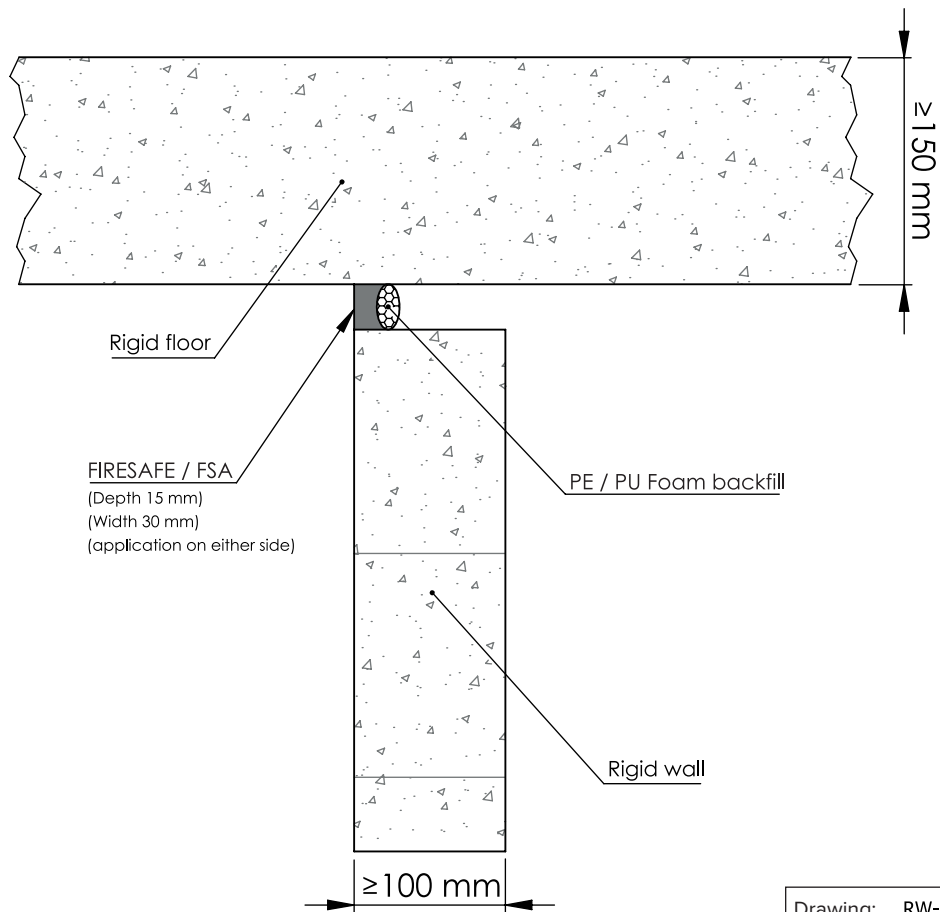 ≥150 mm
Rigid floor
FIRESAFE / FSA
(Depth 15 mm)
(Width 30 mm)
(application on either side)
PE / PU Foam backfill
Rigid wall
≥100 mm
Drawing: RW-